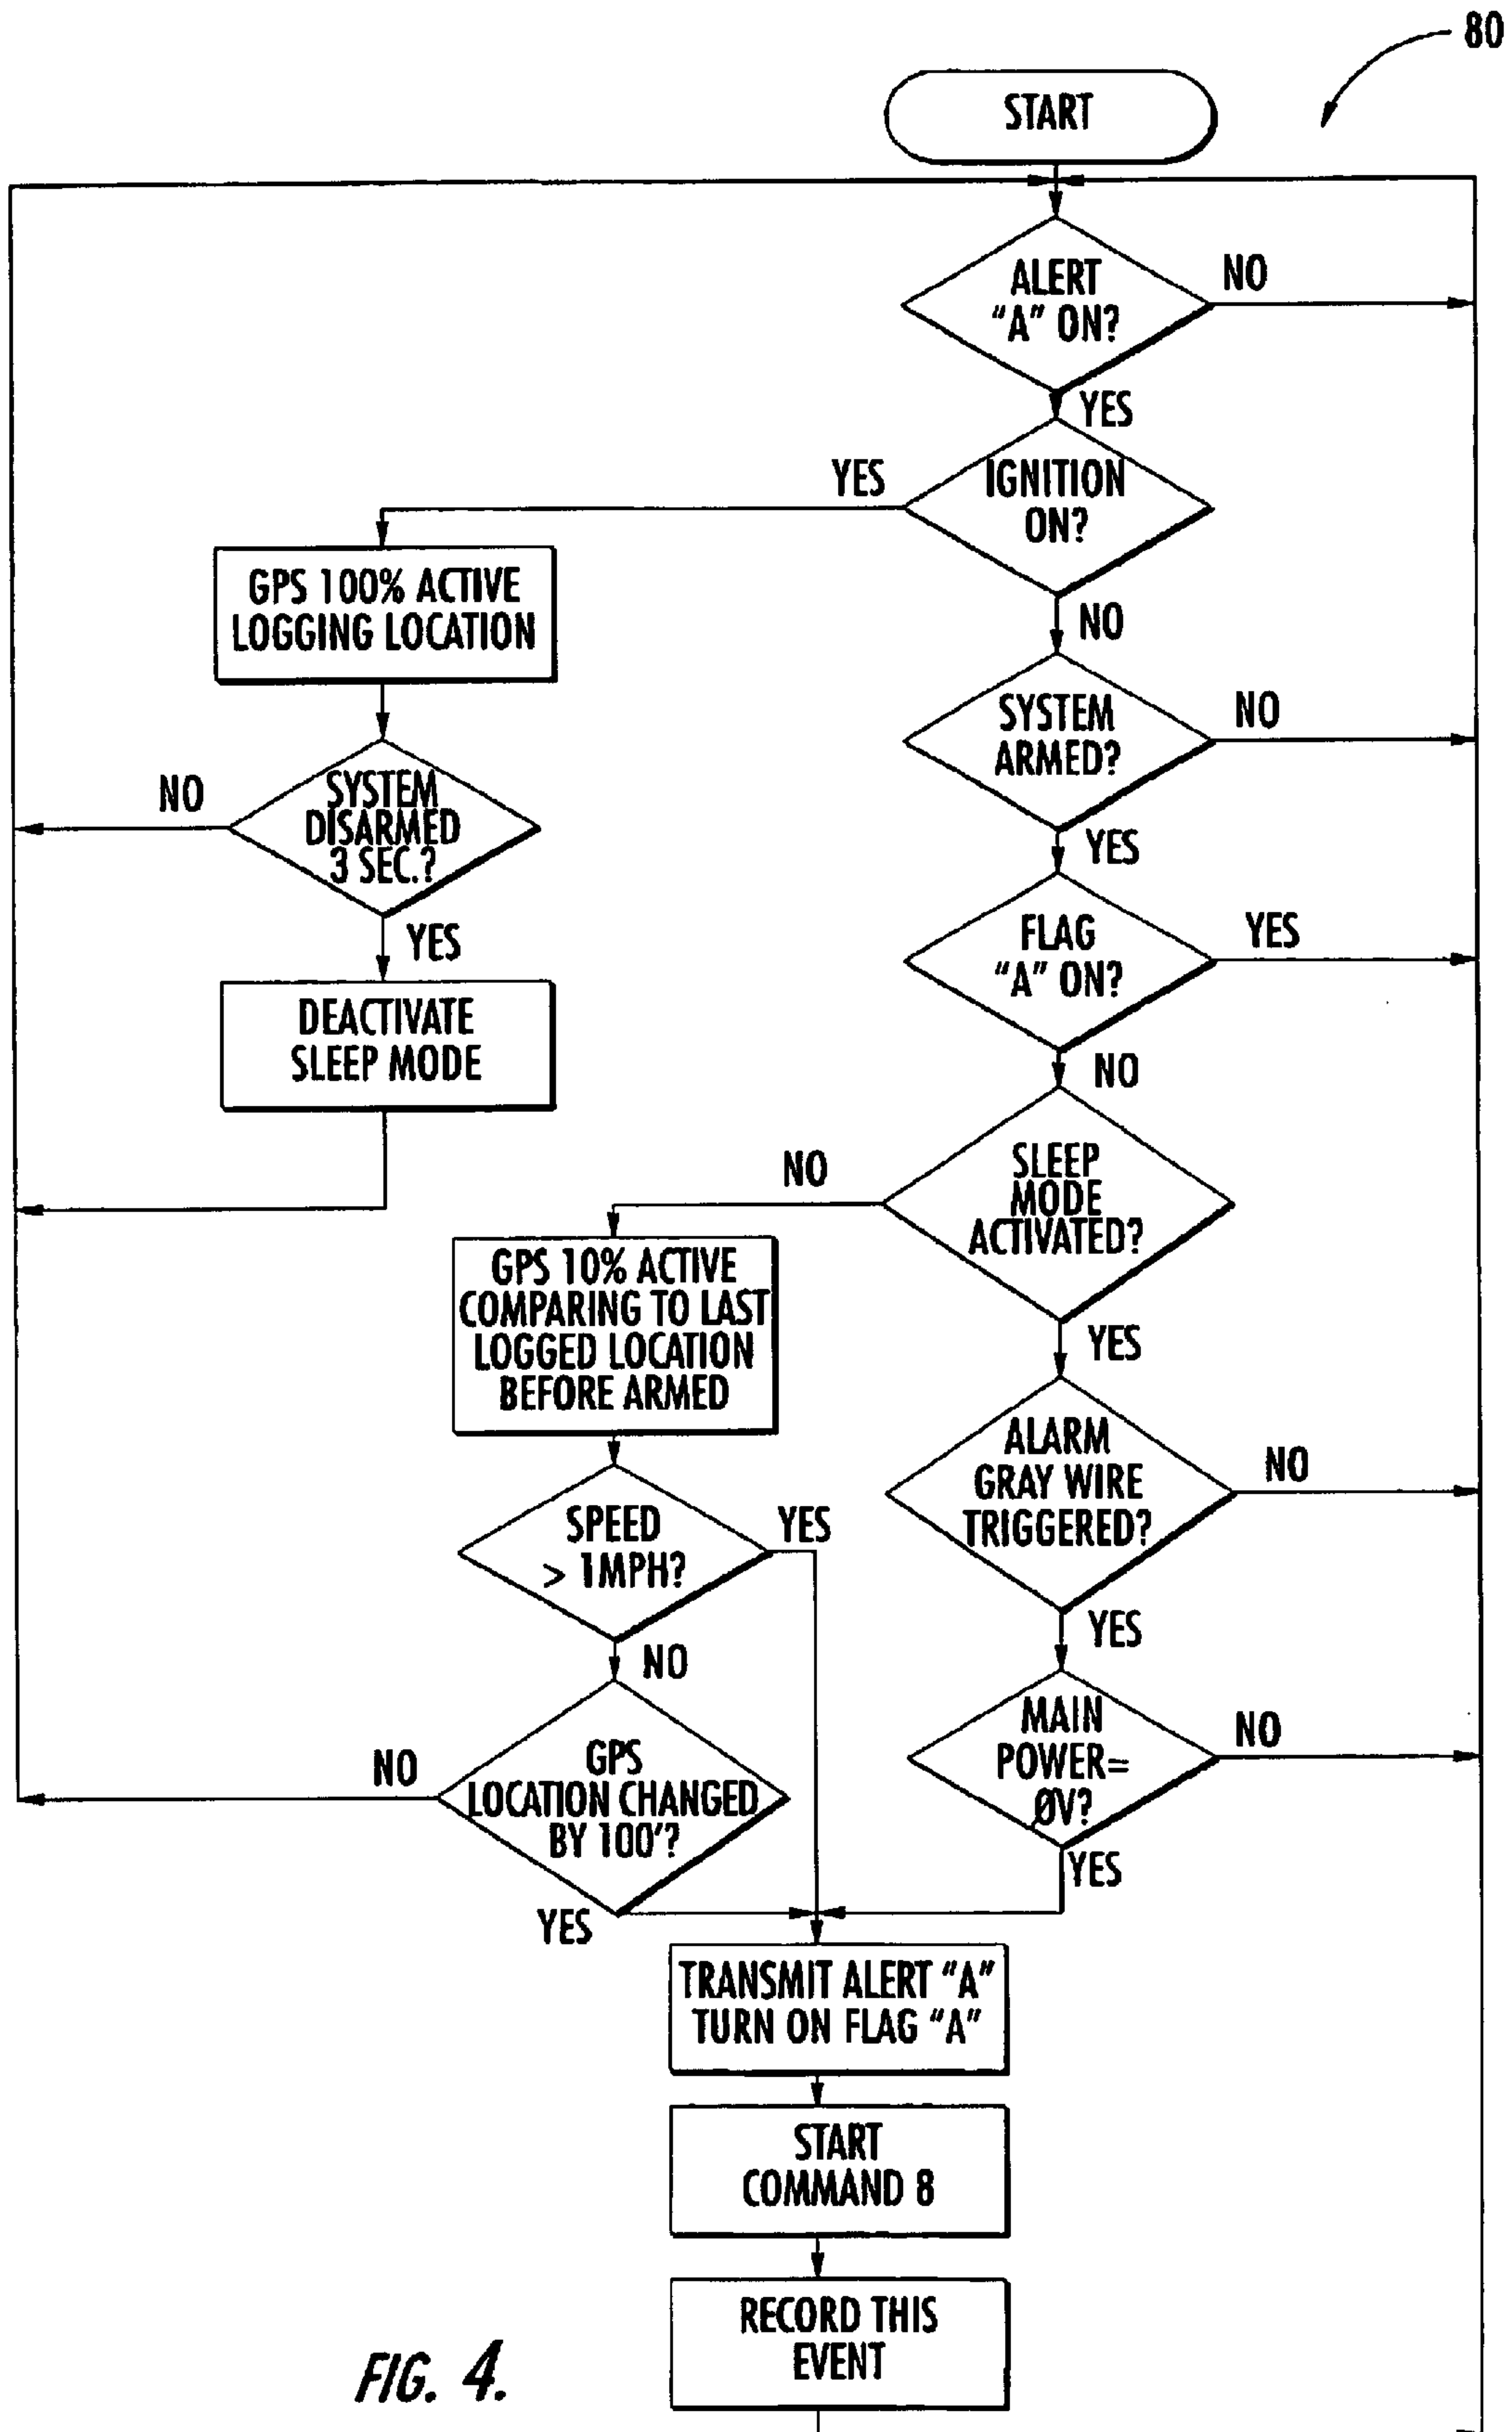 80
START
ALERT
"A" ON?
NO
YES
IGNITION
ON?
YES
NO
GPS 100% ACTIVE
LOGGING LOCATION
SYSTEM
DISARMED
3 SEC.?
NO
YES
DEACTIVATE
SLEEP MODE
SYSTEM
ARMED?
NO
YES
FLAG
"A" ON?
YES
NO
SLEEP
MODE
ACTIVATED?
NO
YES
GPS 10% ACTIVE
COMPARING TO LAST
LOGGED LOCATION
BEFORE ARMED
SPEED
> 1MPH?
YES
NO
GPS
LOCATION CHANGED
BY 100'?
NO
YES
ALARM
GRAY WIRE
TRIGGERED?
NO
YES
MAIN
POWER=
ØV?
NO
YES
TRANSMIT ALERT "A"
TURN ON FLAG "A"
START
COMMAND 8
RECORD THIS
EVENT
FIG. 4.